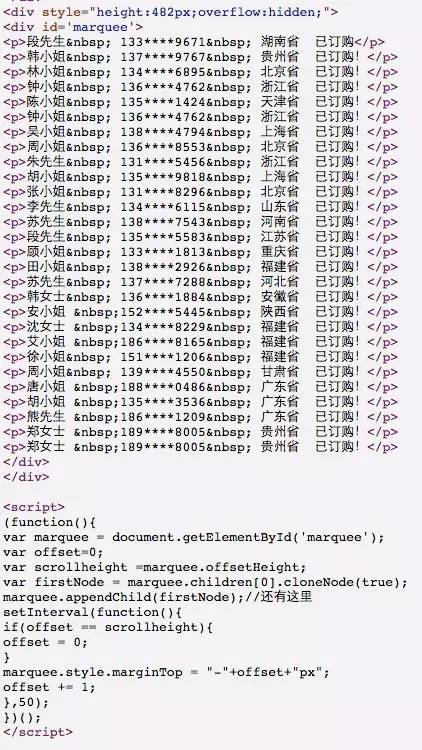 <div style="height:482px;overflow:hidden;">
<div id='marquee'>
<p>段先生&nbsp; 133****9671&nbsp; 湖南省  已订购</p>
<p>韩小姐&nbsp; 137****9767&nbsp; 贵州省  已订购！</p>
<p>林小姐&nbsp; 134****6895&nbsp; 北京省  已订购！</p>
<p>钟小姐&nbsp; 136****4762&nbsp; 浙江省  已订购！</p>
<p>陈小姐&nbsp; 135****1424&nbsp; 天津省  已订购！</p>
<p>钟小姐&nbsp; 136****4762&nbsp; 浙江省  已订购！</p>
<p>吴小姐&nbsp; 138****4794&nbsp; 上海省  已订购！</p>
<p>周小姐&nbsp; 136****8553&nbsp; 北京省  已订购！</p>
<p>朱先生&nbsp; 131****5456&nbsp; 浙江省  已订购！</p>
<p>胡小姐&nbsp; 135****9818&nbsp; 上海省  已订购！</p>
<p>张小姐&nbsp; 131****8296&nbsp; 北京省  已订购！</p>
<p>李先生&nbsp; 134****6115&nbsp; 山东省  已订购！</p>
<p>苏先生&nbsp; 138****7543&nbsp; 河南省  已订购！</p>
<p>段先生&nbsp; 135****5583&nbsp; 江苏省  已订购！</p>
<p>顾小姐&nbsp; 133****1813&nbsp; 重庆省  已订购！</p>
<p>田小姐&nbsp; 138****2926&nbsp; 福建省  已订购！</p>
<p>苏先生&nbsp; 137****7288&nbsp; 河北省  已订购！</p>
<p>韩女士&nbsp; 136****1884&nbsp; 安徽省  已订购！</p>
<p>安小姐 &nbsp;152****5445&nbsp; 陕西省  已订购！</p>
<p>沈女士 &nbsp;134****8229&nbsp; 福建省  已订购！</p>
<p>艾小姐 &nbsp;186****8165&nbsp; 福建省  已订购！</p>
<p>徐小姐&nbsp; 151****1206&nbsp; 福建省  已订购！</p>
<p>周小姐&nbsp; 139****4550&nbsp; 甘肃省  已订购！</p>
<p>唐小姐 &nbsp;188****0486&nbsp; 广东省  已订购！</p>
<p>胡小姐 &nbsp;135****3536&nbsp; 广东省  已订购！</p>
<p>熊先生 &nbsp;186****1209&nbsp; 广东省  已订购！</p>
<p>郑女士 &nbsp;189****8005&nbsp; 贵州省  已订购！</p>
<p>郑女士 &nbsp;189****8005&nbsp; 贵州省  已订购！</p>
</div>
</div>
<script>
(function(){
var marquee = document.getElementById('marquee');
var offset=0;
var scrollheight =marquee.offsetHeight;
var firstNode = marquee.children[0].cloneNode(true);
marquee.appendChild(firstNode);//还有这里
setInterval(function(){
if(offset == scrollheight){
offset = 0;
}
marquee.style.marginTop = "-"+offset+"px";
offset += 1;
},50);
})();
</script>